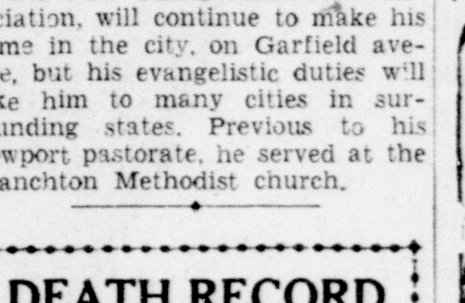 ciation, will continue to make his
me in the city, on Garfield ave-
e, but his evangelistic duties will
ke him to many cities in sur-
unding states. Previous to his
wport pastorate, he served at the
anchton Methodist church.
DEATH RECORD